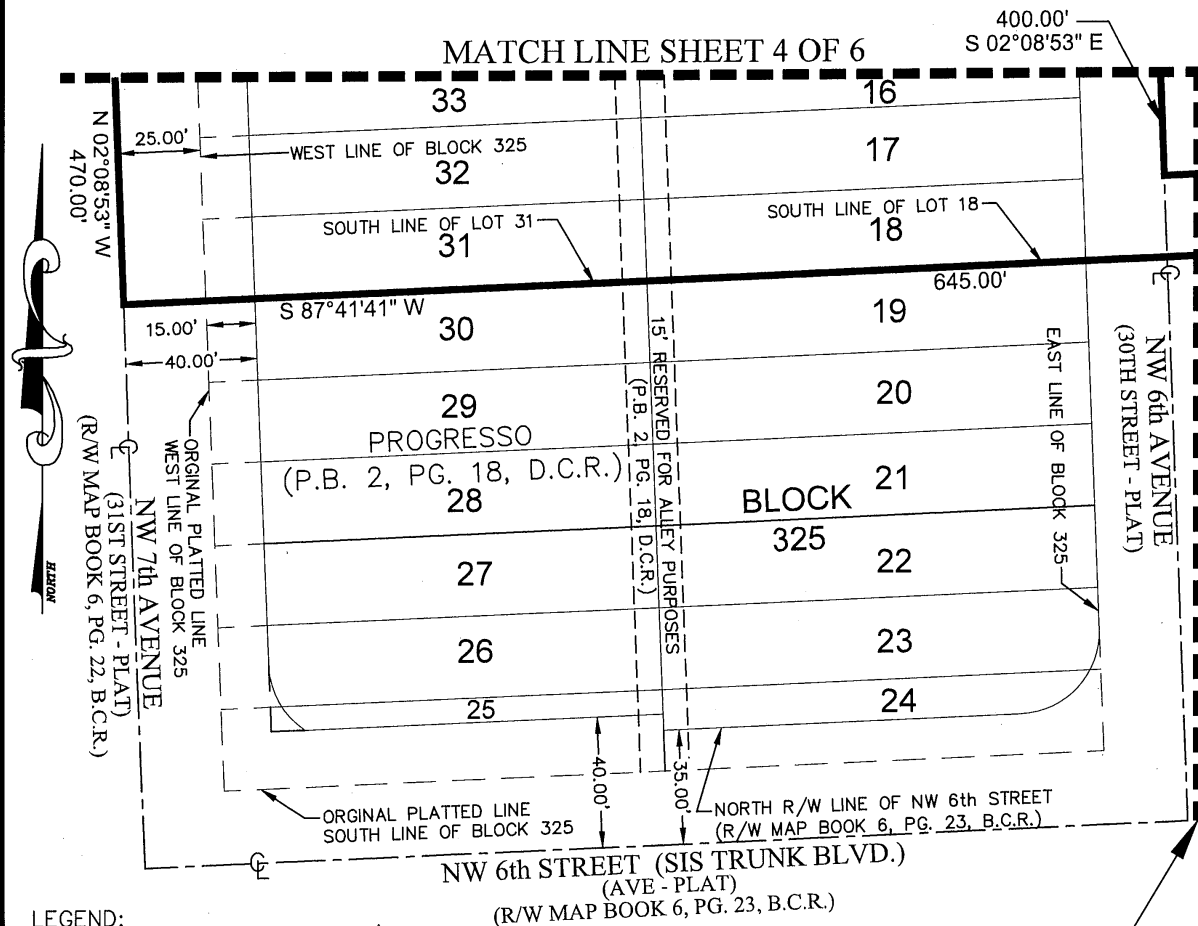 400.00'
S 02°08'53" E
MATCH LINE SHEET 4 OF 6
33
16
N 02°08'53" W
470.00'
25.00'
WEST LINE OF BLOCK 325
32
17
SOUTH LINE OF LOT 31
31
SOUTH LINE OF LOT 18
18
S 87°41'41" W
645.00'
15.00'
40.00'
30
19
29
20
PROGRESSO
(P.B. 2, PG. 18, D.C.R.)
28
21
BLOCK
325
27
22
26
23
25
24
15' RESERVED FOR ALLEY PURPOSES
(P.B. 2, PG. 18, D.C.R.)
EAST LINE OF BLOCK 325
NW 6th AVENUE
(30TH STREET - PLAT)
CL
ORGINAL PLATTED LINE
WEST LINE OF BLOCK 325
NW 7th AVENUE
(31ST STREET - PLAT)
(R/W MAP BOOK 6, PG. 22, B.C.R.)
CL
NORTH
40.00'
35.00'
ORGINAL PLATTED LINE
SOUTH LINE OF BLOCK 325
NORTH R/W LINE OF NW 6th STREET
(R/W MAP BOOK 6, PG. 23, B.C.R.)
CL
NW 6th STREET (SIS TRUNK BLVD.)
(AVE - PLAT)
(R/W MAP BOOK 6, PG. 23, B.C.R.)
LEGEND: